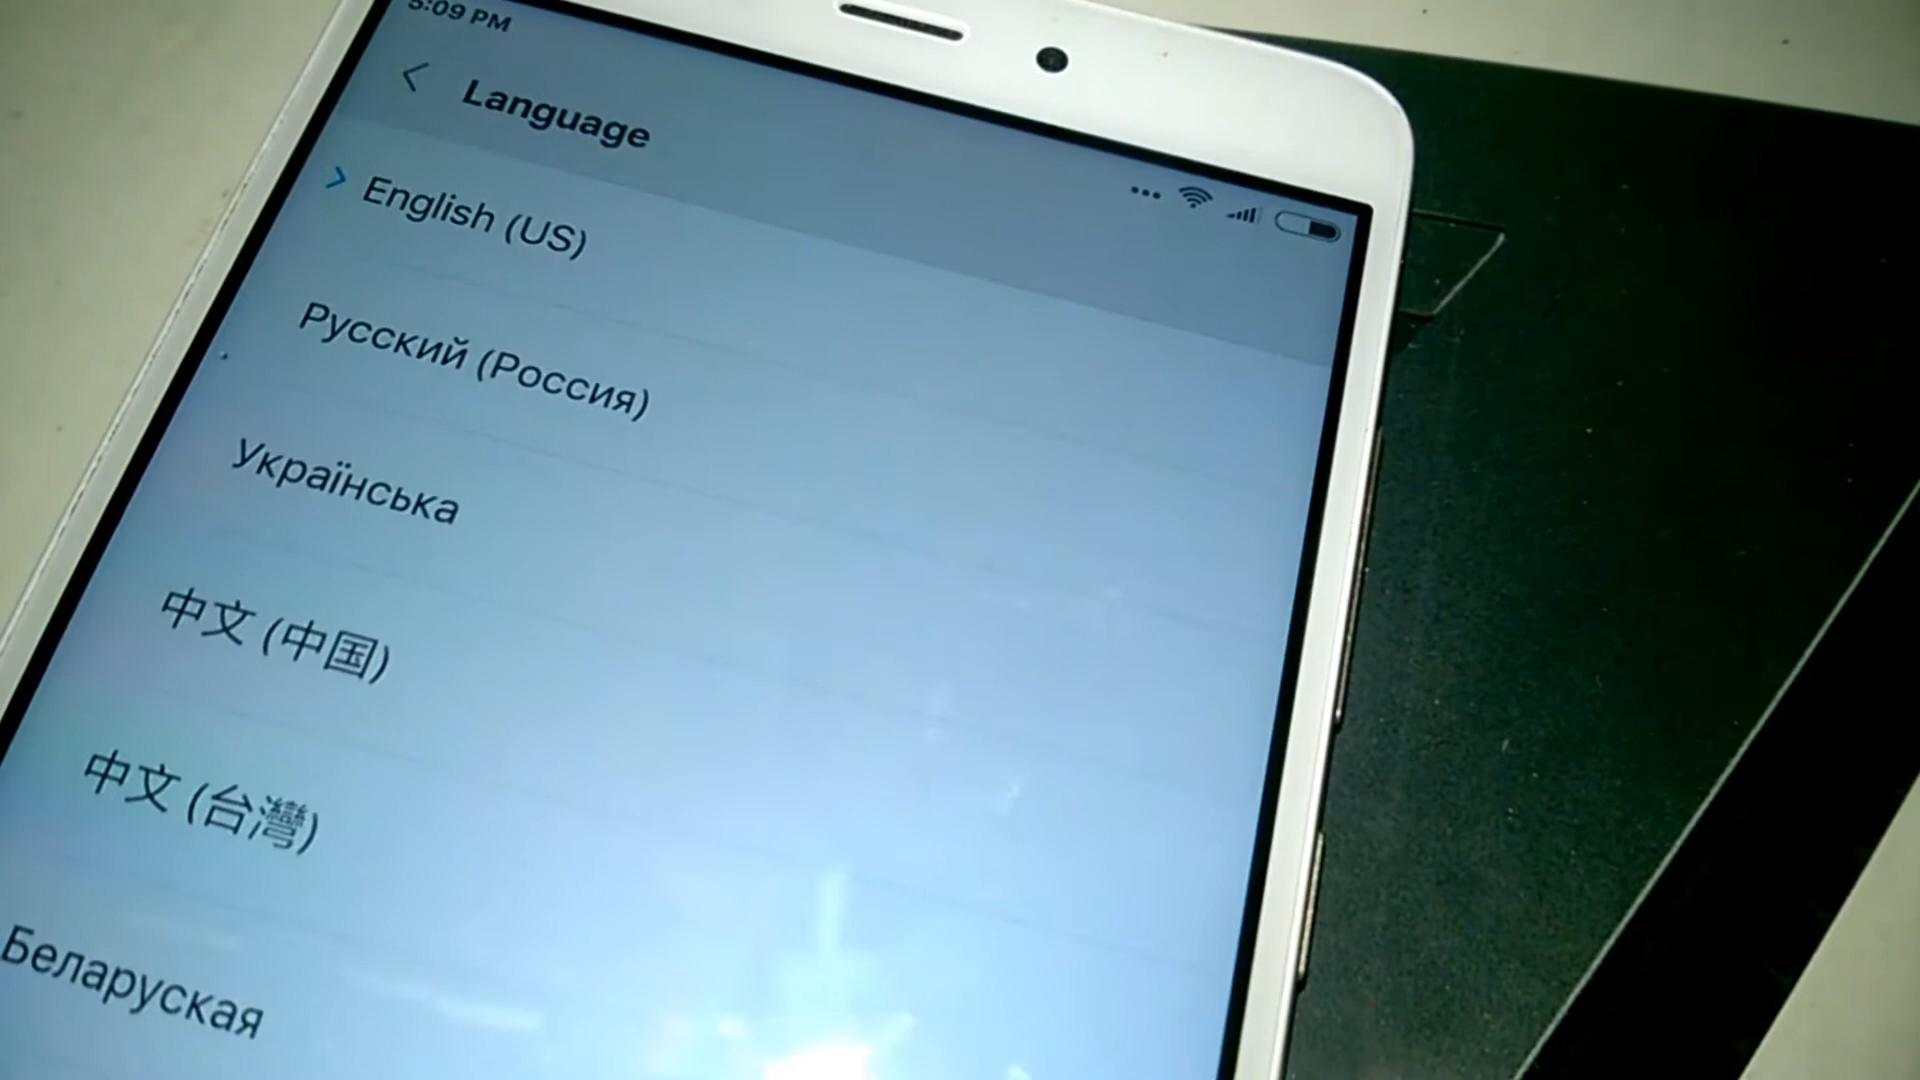 5:09 PM
Language
English (US)
Русский (Россия)
Українська
中文 (中国)
中文 (台灣)
Беларуская